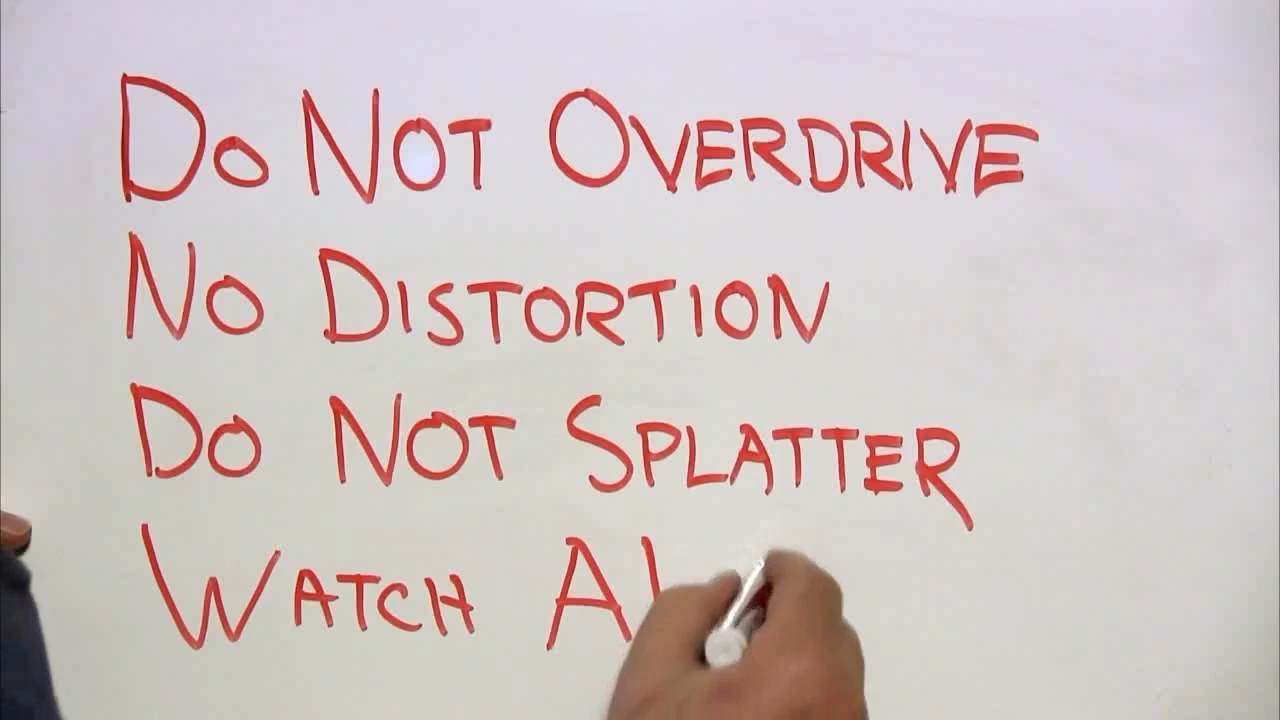 Do NOT OVERDRIVE
No DISTORTION
Do NOT SPLATTER
WATCH